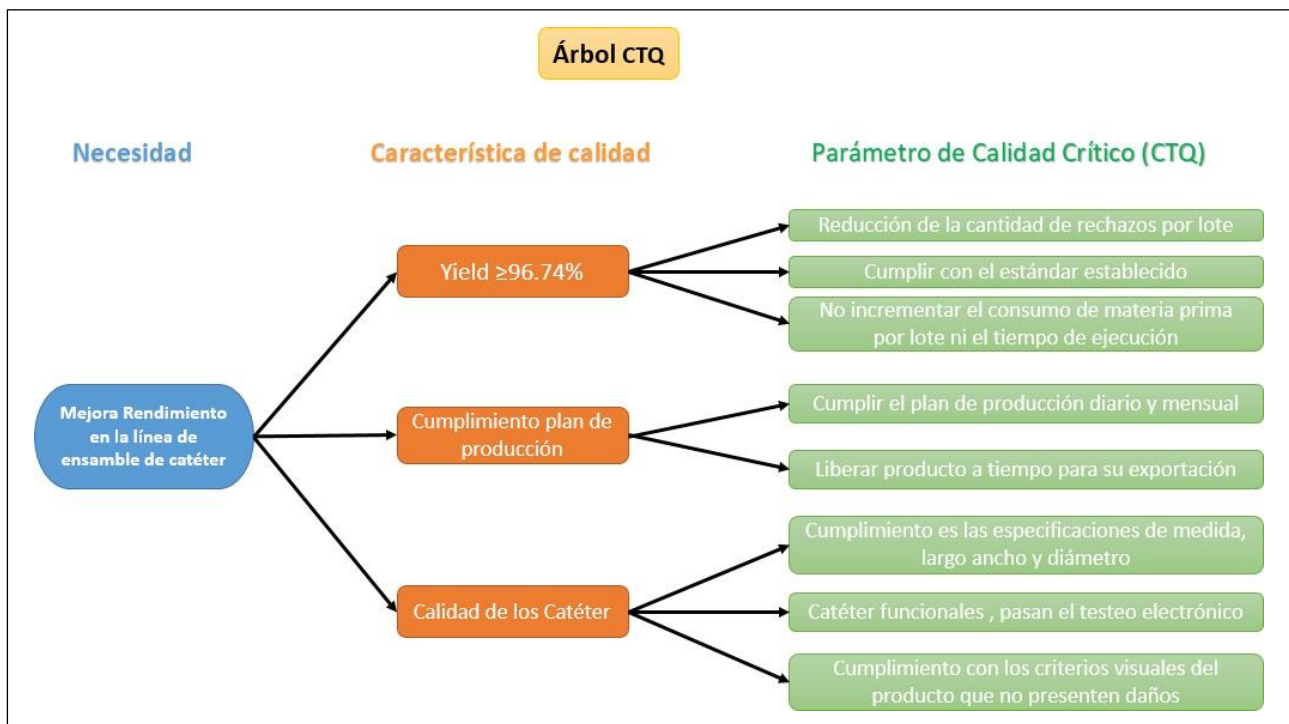 Árbol CTQ
Necesidad
Característica de calidad
Parámetro de Calidad Crítico (CTQ)
Mejora Rendimiento
en la línea de
ensamble de catéter
Yield ≥96.74%
Reducción de la cantidad de rechazos por lote
Cumplir con el estándar establecido
No incrementar el consumo de materia prima
por lote ni el tiempo de ejecución
Cumplimiento plan de
producción
Cumplir el plan de producción diario y mensual
Liberar producto a tiempo para su exportación
Calidad de los Catéter
Cumplimiento es las especificaciones de medida,
largo ancho y diámetro
Catéter funcionales , pasan el testeo electrónico
Cumplimiento con los criterios visuales del
producto que no presenten daños